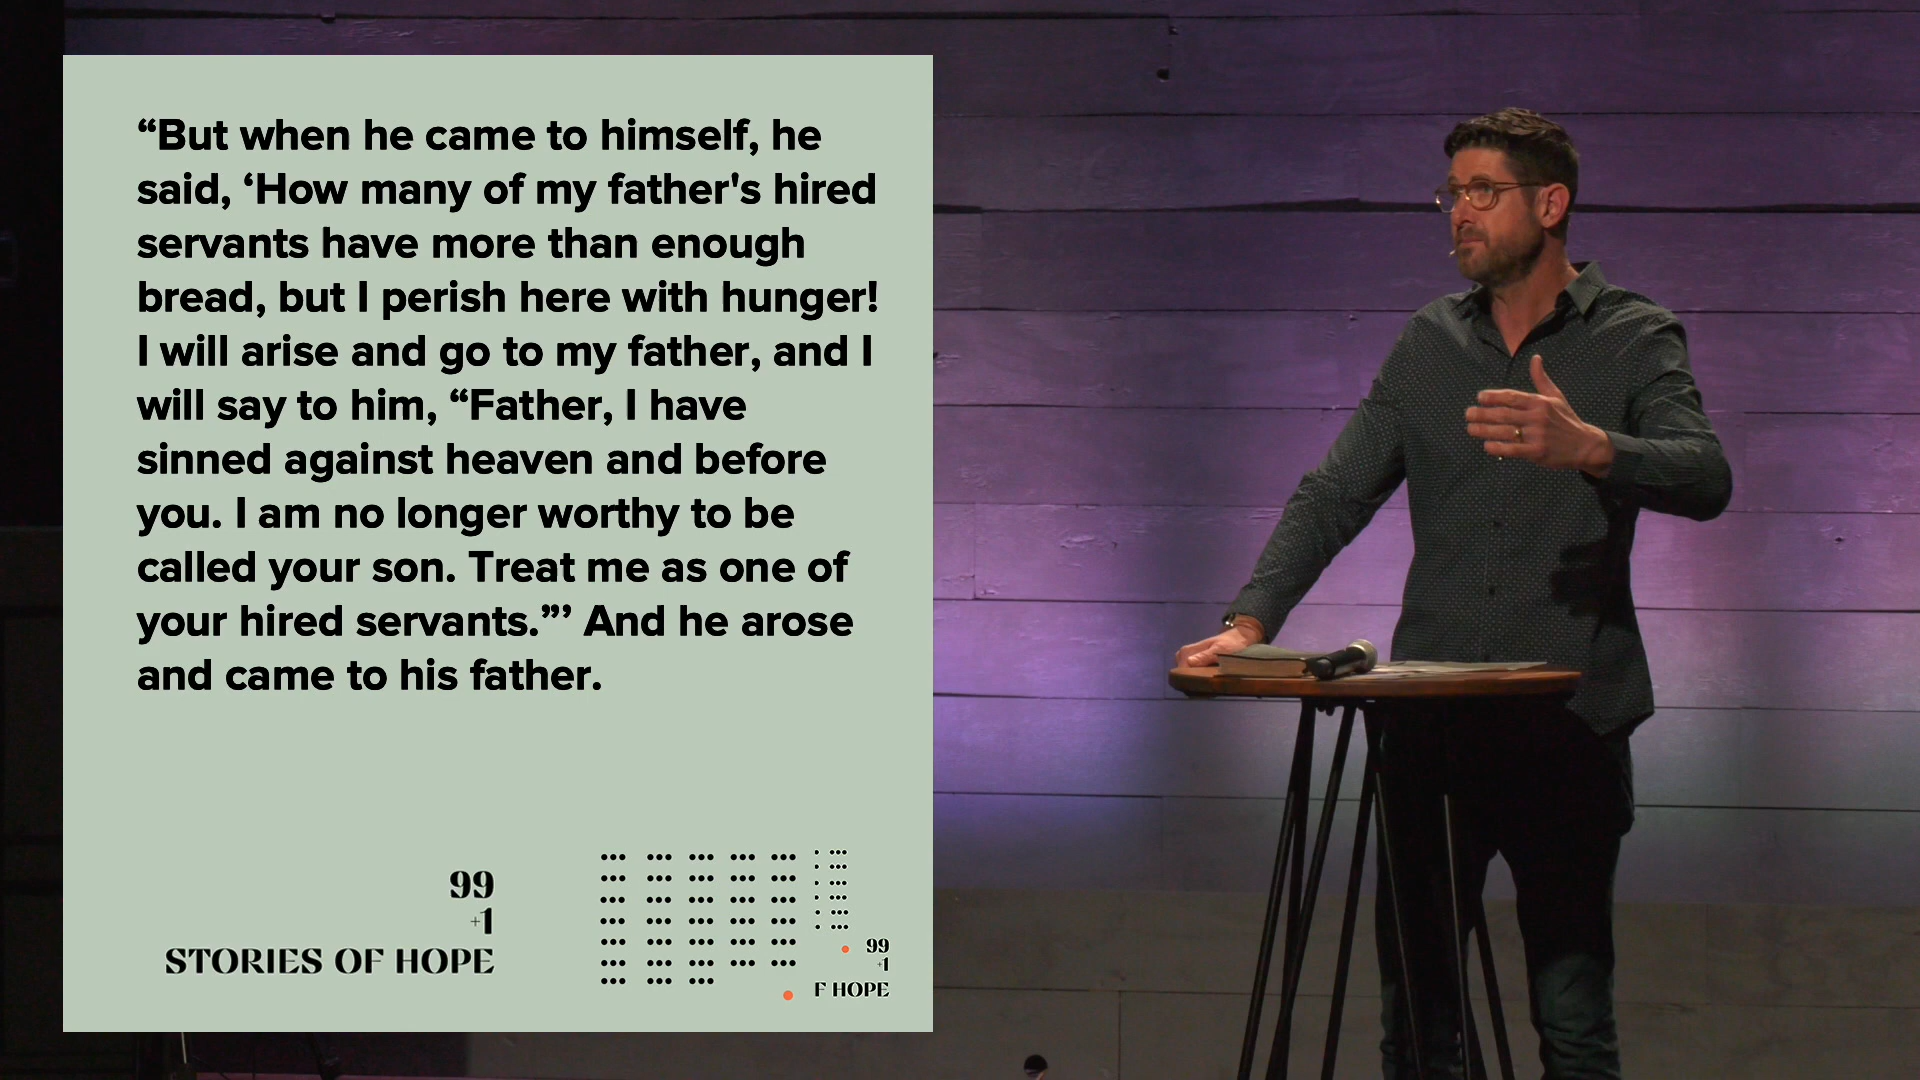 “But when he came to himself, he
said, ‘How many of my father's hired
servants have more than enough
bread, but I perish here with hunger!
I will arise and go to my father, and I
will say to him, “Father, I have
sinned against heaven and before
you. I am no longer worthy to be
called your son. Treat me as one of
your hired servants.”’ And he arose
and came to his father.
99
+1
STORIES OF HOPE
99
+1
F HOPE